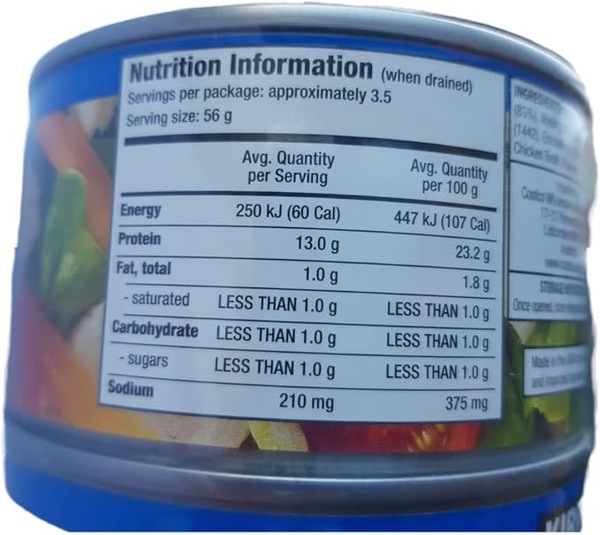 Nutrition Information (when drained)
Servings per package: approximately 3.5
Serving size: 56 g
Avg. Quantity per Serving
Avg. Quantity per 100 g
Energy 250 kJ (60 Cal) 447 kJ (107 Cal)
Protein 13.0 g 23.2 g
Fat, total 1.0 g 1.8 g
- saturated LESS THAN 1.0 g LESS THAN 1.0 g
Carbohydrate LESS THAN 1.0 g LESS THAN 1.0 g
- sugars LESS THAN 1.0 g LESS THAN 1.0 g
Sodium 210 mg 375 mg
(1442)
Chicken
Costco
Once opened,
Made in the
and